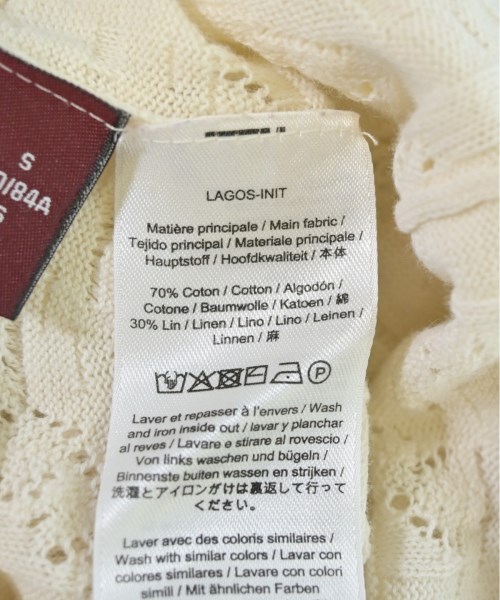 S
/84A
LAGOS-INIT
Matière principale / Main fabric /
Tejido principal / Materiale principale /
Hauptstoff / Hoofdkwaliteit / 本体
70% Coton / Cotton / Algodón /
Cotone / Baumwolle / Katoen / 綿
30% Lin / Linen / Lino / Lino / Leinen /
Linnen / 麻
P
Laver et repasser à l'envers / Wash
and iron inside out / lavar y planchar
al reves / Lavare e stirare al rovescio /
Von links waschen und bügeln /
Binnenste buiten wassen en strijken /
洗濯とアイロンがけは裏返して行って
ください。
Laver avec des coloris similaires /
Wash with similar colors / Lavar con
colores similares / Lavare con colori
simili / Mit ähnlichen Farben